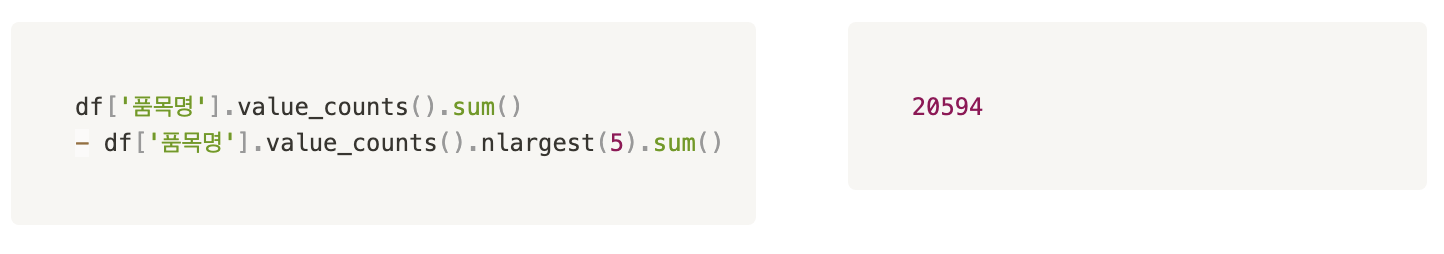 df['품목명'].value_counts().sum()
- df['품목명'].value_counts().nlargest(5).sum()
20594